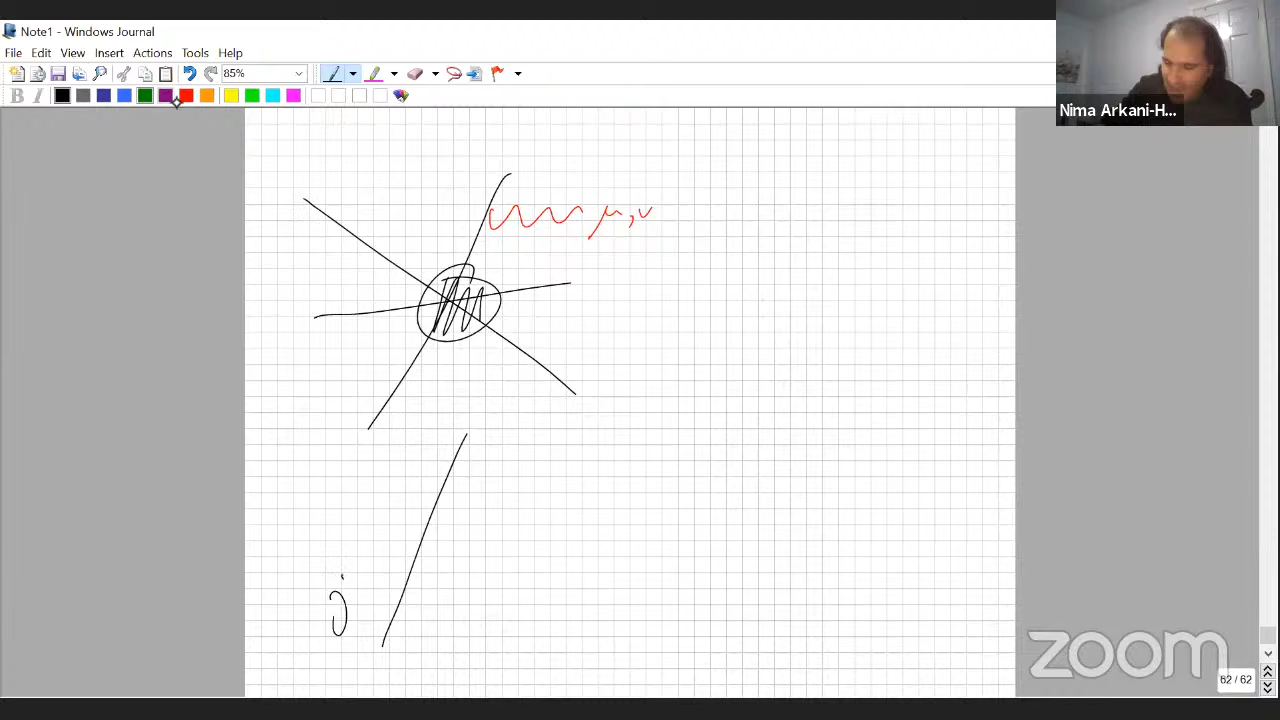 Note1 - Windows Journal
File Edit View Insert Actions Tools Help
85%
B I
Nima Arkani-H...
μ,ν
j
zoom
62 / 62